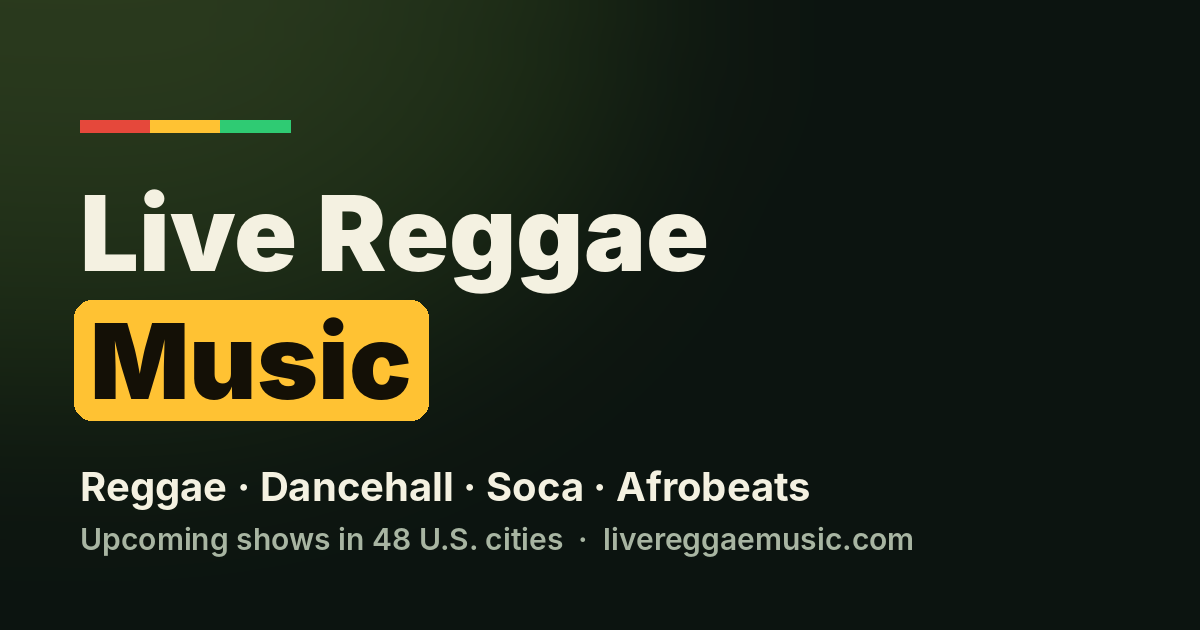 Live Reggae
Music
Reggae · Dancehall · Soca · Afrobeats
Upcoming shows in 48 U.S. cities · livereggaemusic.com